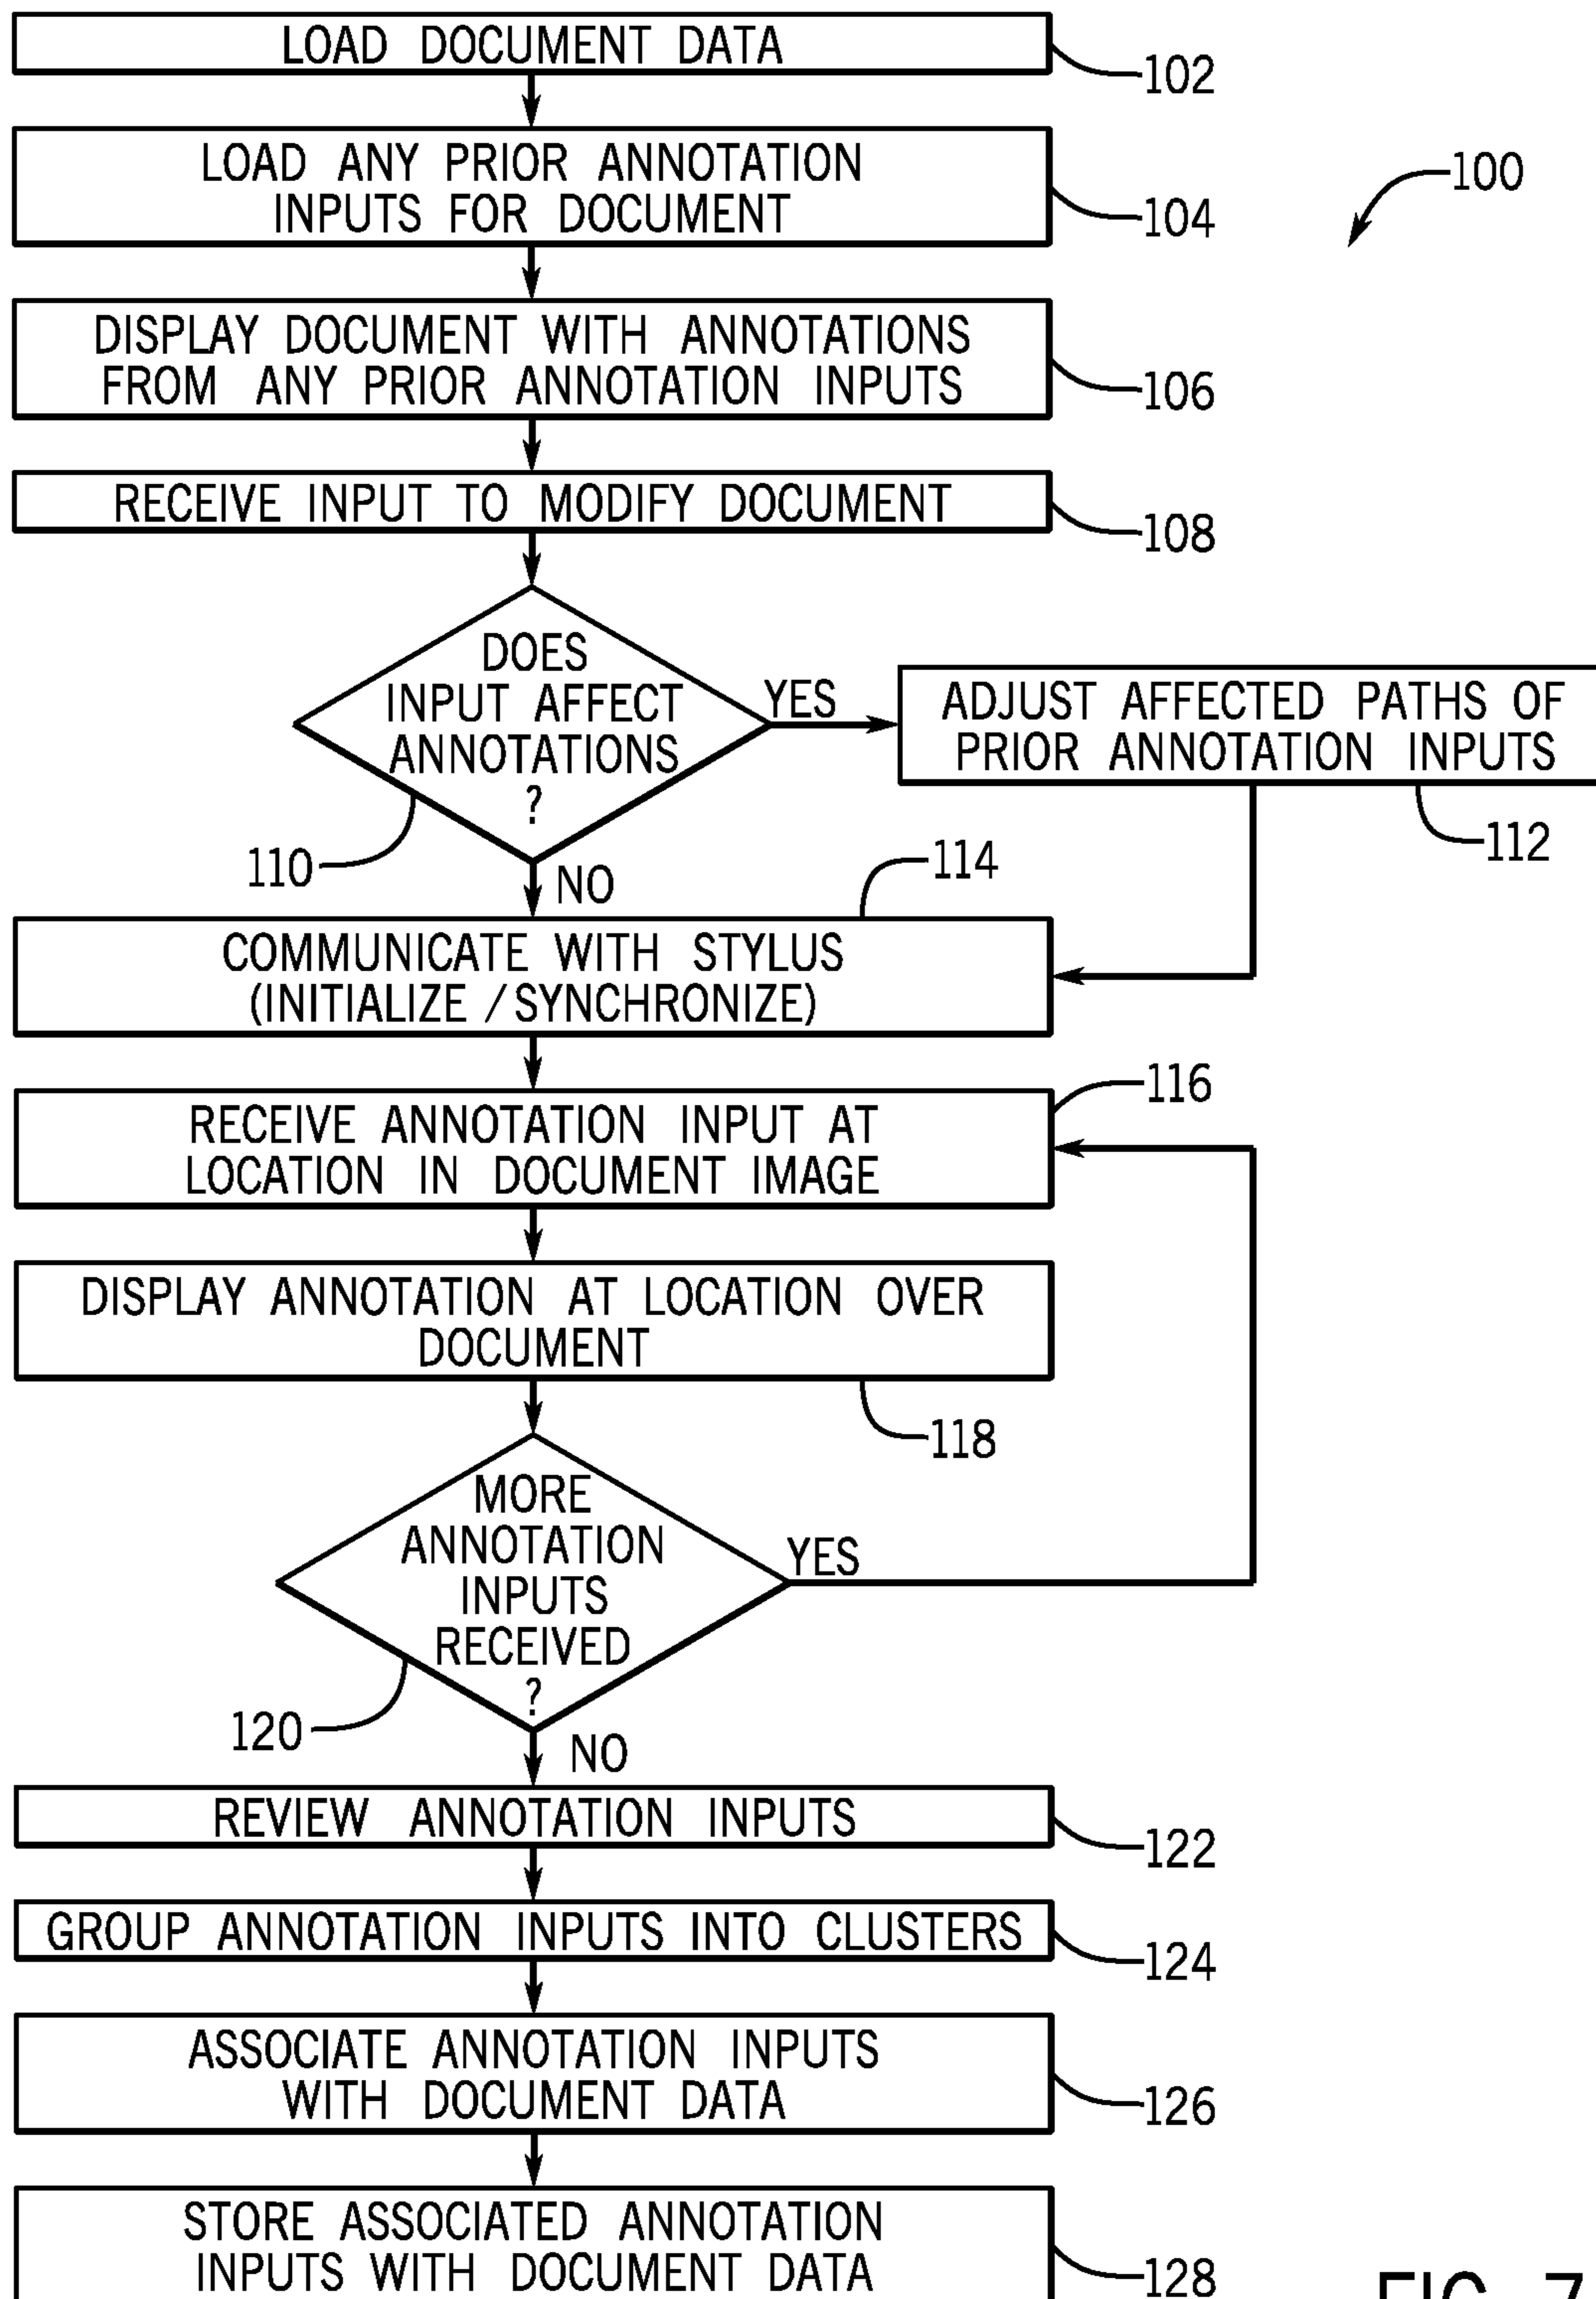 LOAD DOCUMENT DATA
102
LOAD ANY PRIOR ANNOTATION
INPUTS FOR DOCUMENT
104
100
DISPLAY DOCUMENT WITH ANNOTATIONS
FROM ANY PRIOR ANNOTATION INPUTS
106
RECEIVE INPUT TO MODIFY DOCUMENT
108
DOES
INPUT AFFECT
ANNOTATIONS
?
110
YES
ADJUST AFFECTED PATHS OF
PRIOR ANNOTATION INPUTS
112
NO
114
COMMUNICATE WITH STYLUS
(INITIALIZE / SYNCHRONIZE)
116
RECEIVE ANNOTATION INPUT AT
LOCATION IN DOCUMENT IMAGE
DISPLAY ANNOTATION AT LOCATION OVER
DOCUMENT
118
MORE
ANNOTATION
INPUTS
RECEIVED
?
YES
120
NO
REVIEW ANNOTATION INPUTS
122
GROUP ANNOTATION INPUTS INTO CLUSTERS
124
ASSOCIATE ANNOTATION INPUTS
WITH DOCUMENT DATA
126
STORE ASSOCIATED ANNOTATION
INPUTS WITH DOCUMENT DATA
128
FIG. 7